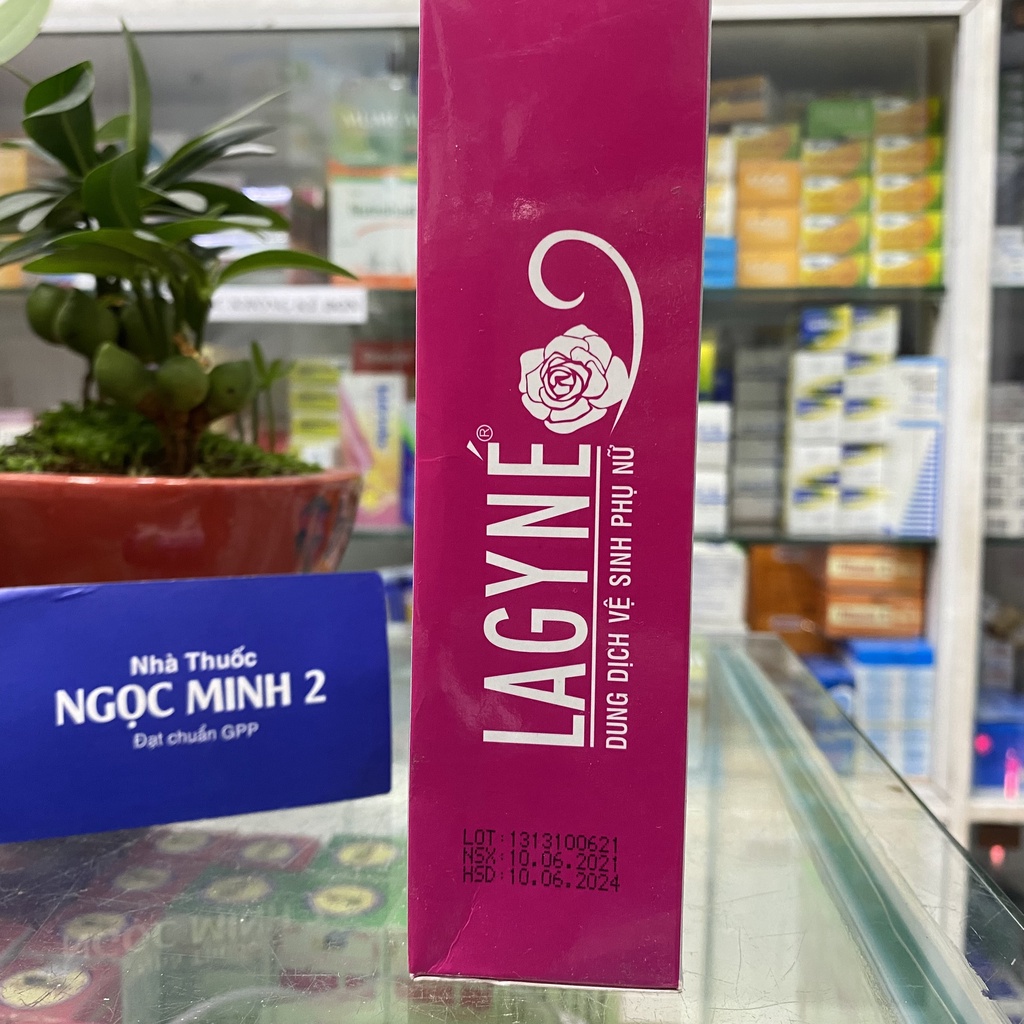 LAGYNÉ®
DUNG DỊCH VỆ SINH PHỤ NỮ
LOT:1313100621
NSX:10.06.2021
HSD:10.06.2024
Nhà Thuốc
NGỌC MINH 2
Đạt chuẩn GPP